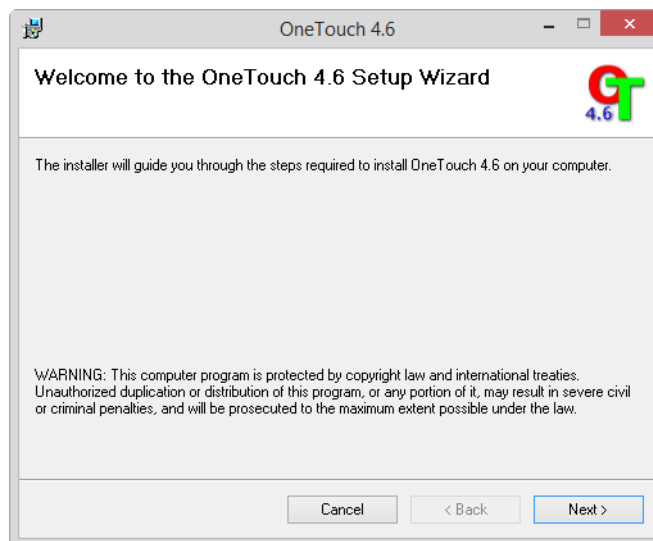 OneTouch 4.6
Welcome to the OneTouch 4.6 Setup Wizard
OT
4.6
The installer will guide you through the steps required to install OneTouch 4.6 on your computer.
WARNING: This computer program is protected by copyright law and international treaties.
Unauthorized duplication or distribution of this program, or any portion of it, may result in severe civil
or criminal penalties, and will be prosecuted to the maximum extent possible under the law.
Cancel < Back Next >